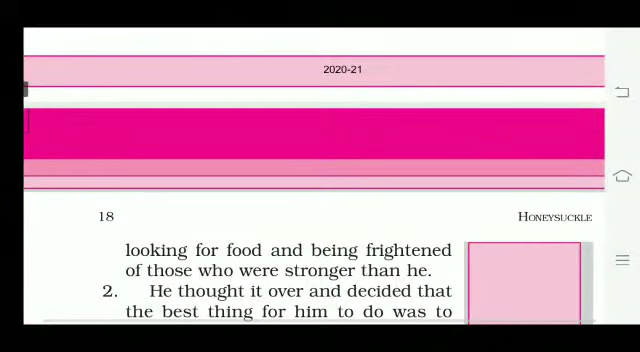 2020-21
18 HONEYSUCKLE
looking for food and being frightened
of those who were stronger than he.
2. He thought it over and decided that
the best thing for him to do was to